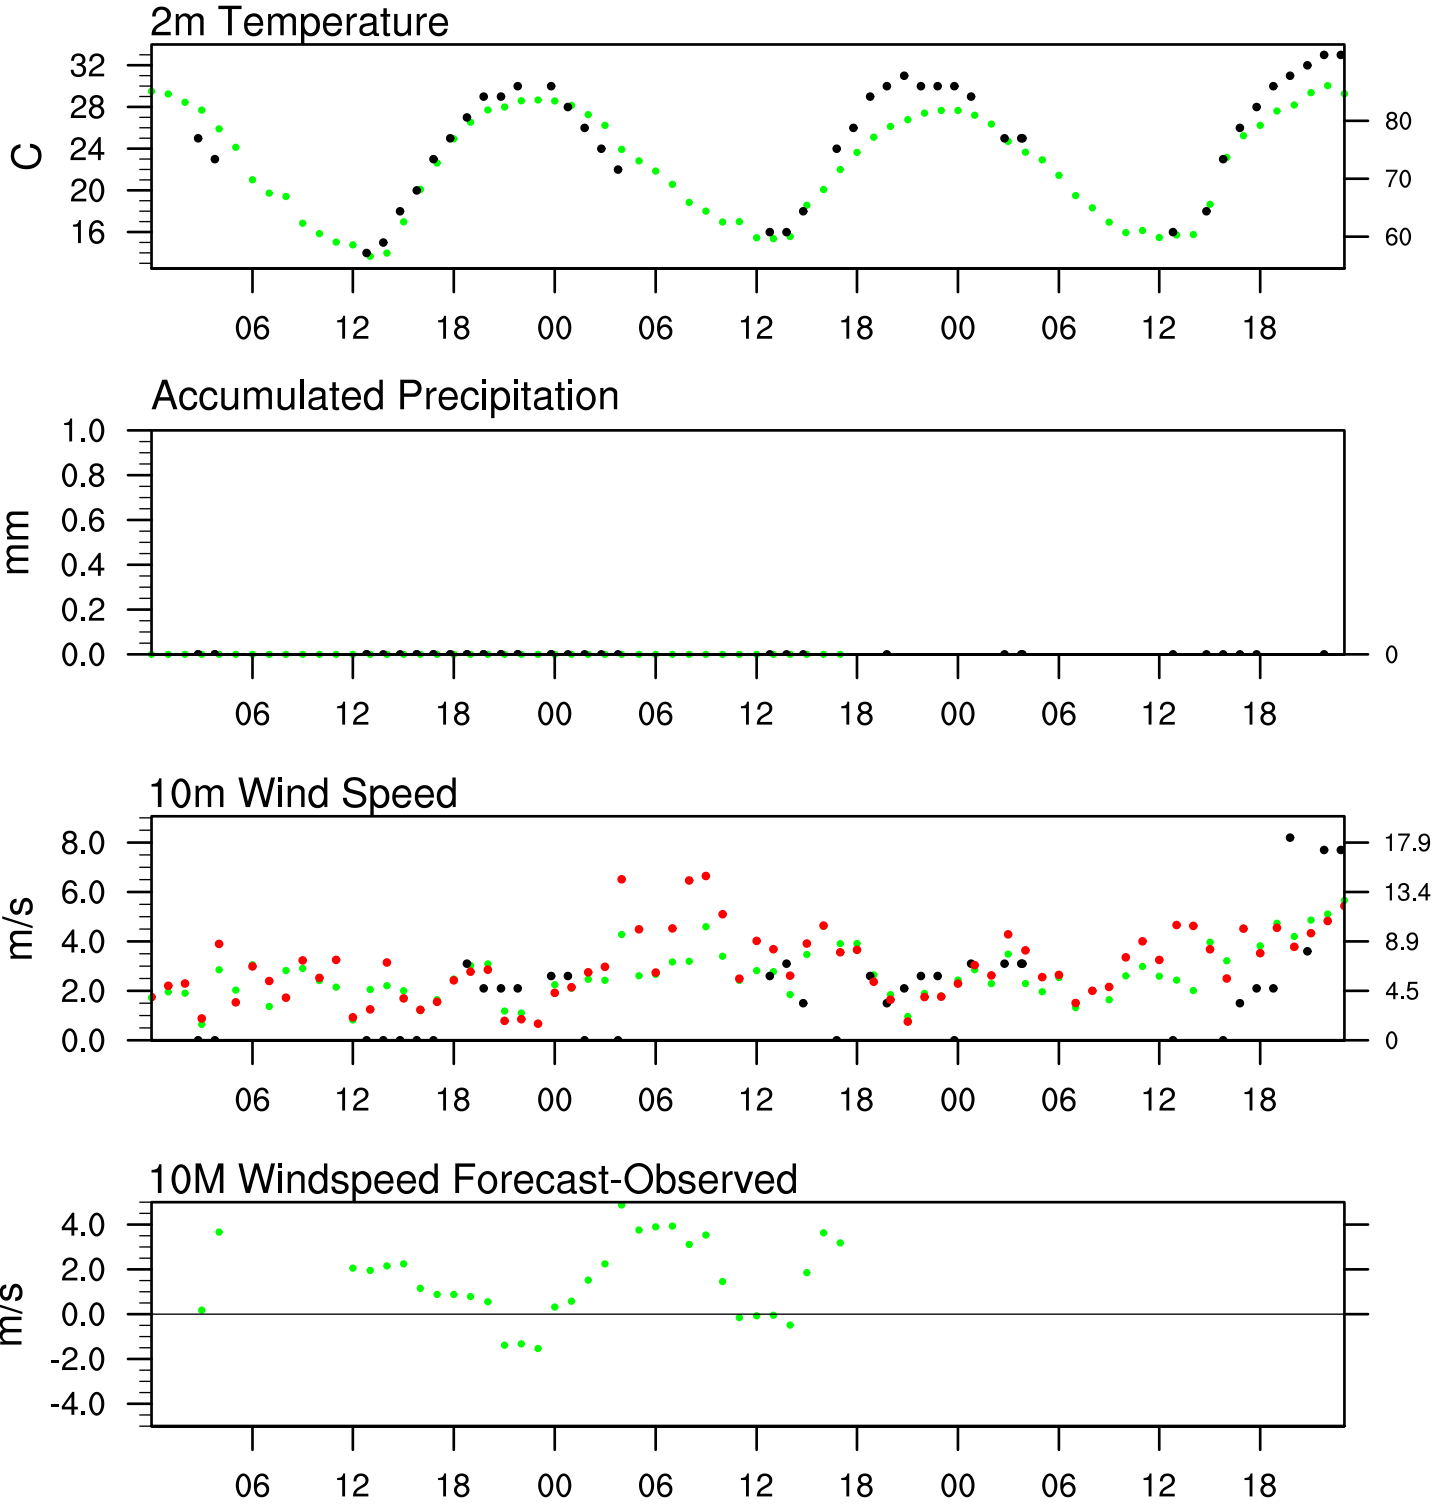 2m Temperature
32
28
24
20
16
C
80
70
60
06 12 18 00 06 12 18 00 06 12 18
Accumulated Precipitation
1.0
0.8
0.6
0.4
0.2
0.0
mm
0
06 12 18 00 06 12 18 00 06 12 18
10m Wind Speed
8.0
6.0
4.0
2.0
0.0
m/s
17.9
13.4
8.9
4.5
0
06 12 18 00 06 12 18 00 06 12 18
10M Windspeed Forecast-Observed
4.0
2.0
0.0
-2.0
-4.0
m/s
06 12 18 00 06 12 18 00 06 12 18